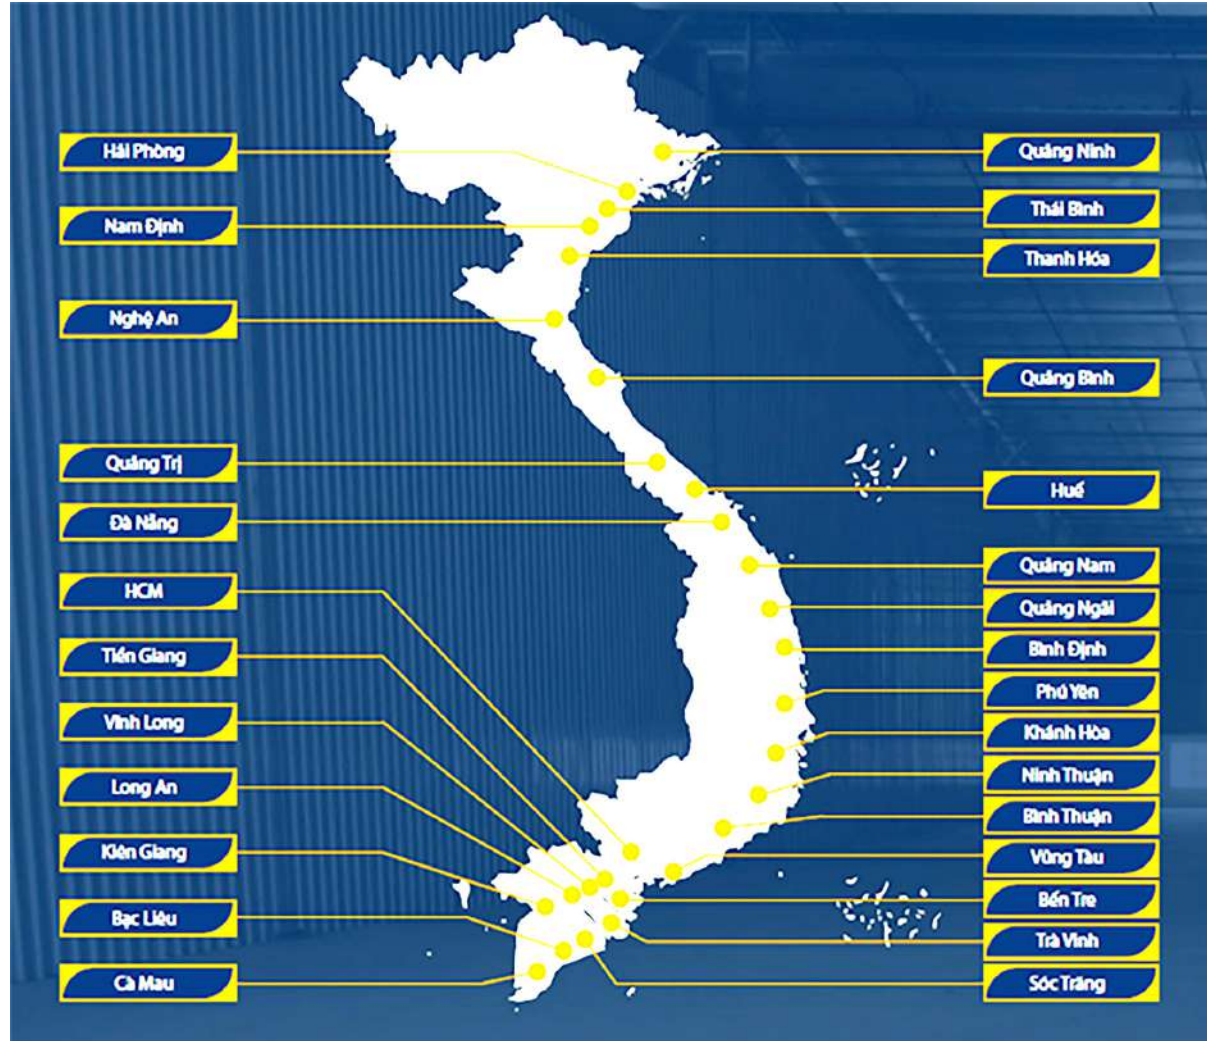 Hải Phòng
Nam Định
Nghệ An
Quảng Trị
Đà Nẵng
HCM
Tiền Giang
Vĩnh Long
Long An
Kiên Giang
Bạc Liêu
Cà Mau
Quảng Ninh
Thái Bình
Thanh Hóa
Quảng Bình
Huế
Quảng Nam
Quảng Ngãi
Bình Định
Phú Yên
Khánh Hòa
Ninh Thuận
Bình Thuận
Vũng Tàu
Bến Tre
Trà Vinh
Sóc Trăng